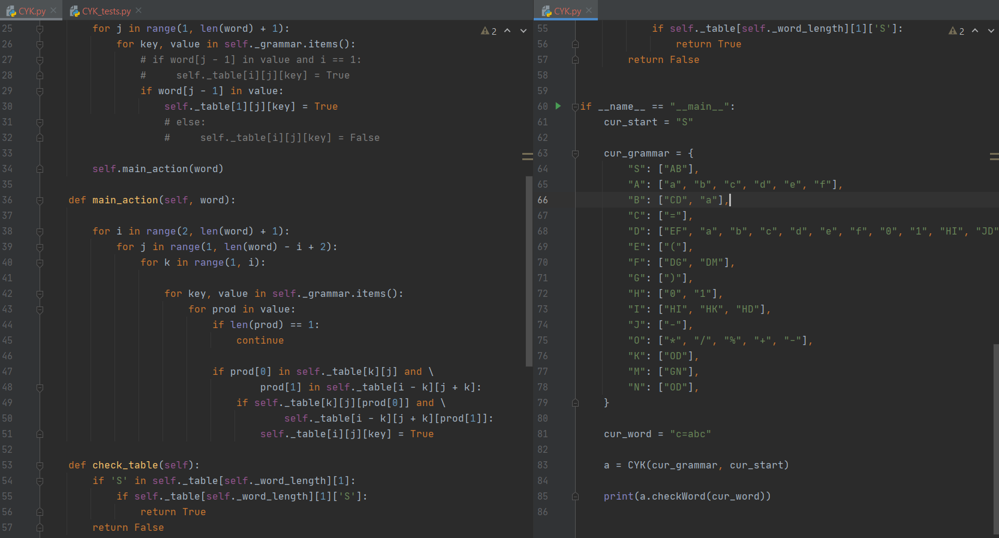 CYK.py
CYK_tests.py
25 for j in range(1, len(word) + 1):
26 for key, value in self._grammar.items():
27 # if word[j - 1] in value and i == 1:
28 #     self._table[i][j][key] = True
29 if word[j - 1] in value:
30 self._table[1][j][key] = True
31 # else:
32 #     self._table[i][j][key] = False
33
34 self.main_action(word)
35
36 def main_action(self, word):
37
38 for i in range(2, len(word) + 1):
39 for j in range(1, len(word) - i + 2):
40 for k in range(1, i):
41
42 for key, value in self._grammar.items():
43 for prod in value:
44 if len(prod) == 1:
45 continue
46
47 if prod[0] in self._table[k][j] and \
48 prod[1] in self._table[i - k][j + k]:
49 if self._table[k][j][prod[0]] and \
50 self._table[i - k][j + k][prod[1]]:
51 self._table[i][j][key] = True
52
53 def check_table(self):
54 if 'S' in self._table[self._word_length][1]:
55 if self._table[self._word_length][1]['S']:
56 return True
57 return False
2
CYK.py
55 if self._table[self._word_length][1]['S']:
56 return True
57 return False
58
59
60 if __name__ == "__main__":
61 cur_start = "S"
62
63 cur_grammar = {
64 "S": ["AB"],
65 "A": ["a", "b", "c", "d", "e", "f"],
66 "B": ["CD", "a"],
67 "C": ["="],
68 "D": ["EF", "a", "b", "c", "d", "e", "f", "0", "1", "HI", "JD"
69 "E": ["("],
70 "F": ["DG", "DM"],
71 "G": [")"],
72 "H": ["0", "1"],
73 "I": ["HI", "HK", "HD"],
74 "J": ["-"],
75 "O": ["*", "/", "%", "+", "-"],
76 "K": ["OD"],
77 "M": ["GN"],
78 "N": ["OD"],
79 }
80
81 cur_word = "c=abc"
82
83 a = CYK(cur_grammar, cur_start)
84
85 print(a.checkWord(cur_word))
86
2